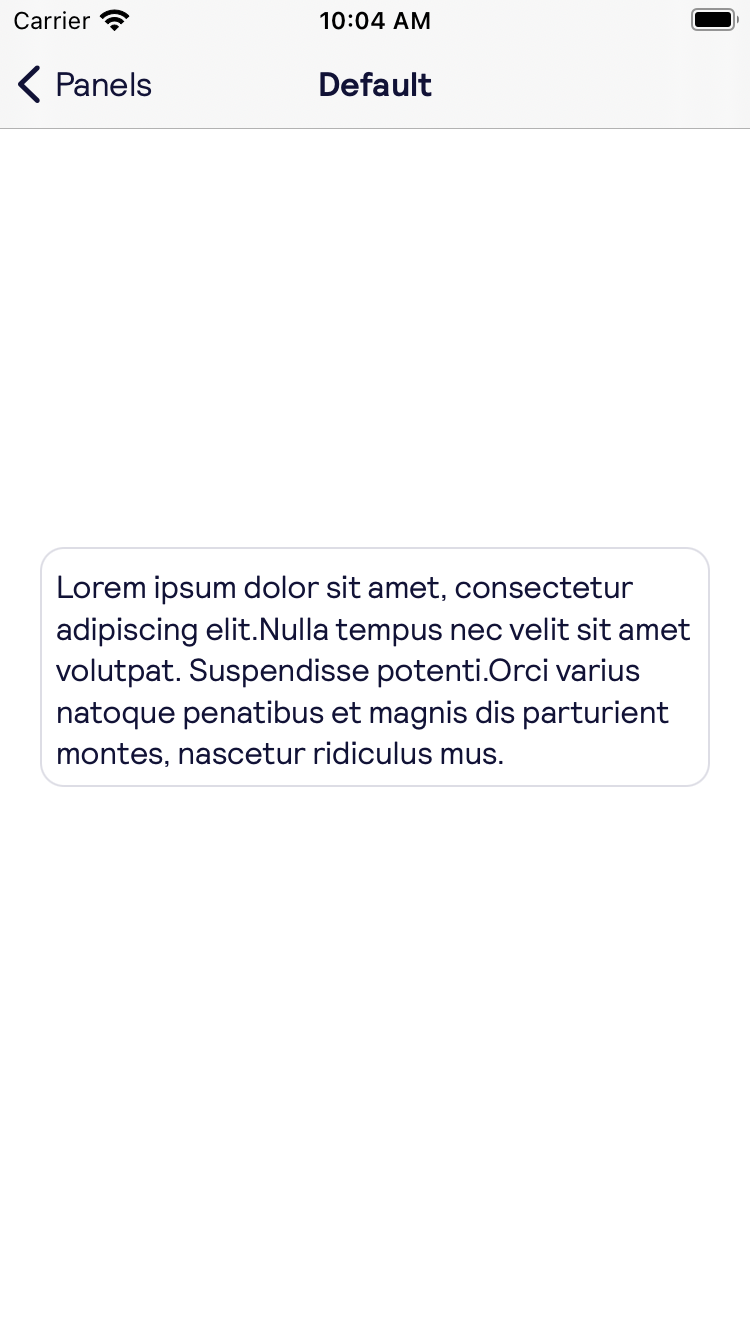 Carrier 10:04 AM
Panels Default
Lorem ipsum dolor sit amet, consectetur
adipiscing elit.Nulla tempus nec velit sit amet
volutpat. Suspendisse potenti.Orci varius
natoque penatibus et magnis dis parturient
montes, nascetur ridiculus mus.